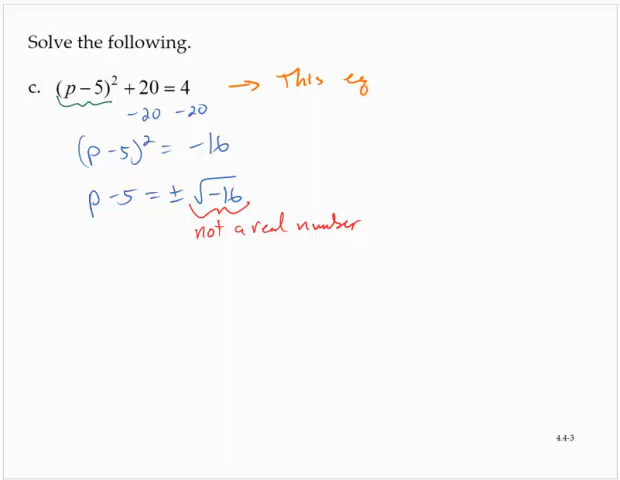 Solve the following.
c. (p − 5)² + 20 = 4 → This eq
−20 −20
(p − 5)² = −16
p − 5 = ± √−16
not a real number
4.4-3